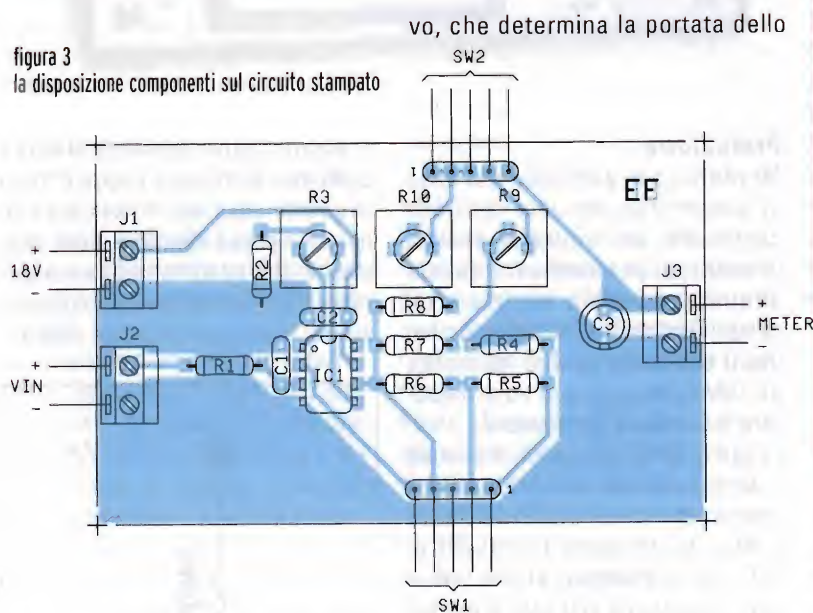 vo, che determina la portata dello
figura 3
la disposizione componenti sul circuito stampato
SW2
1
R3 R10 R9 EE
J1
+
18V
-
R2
J3
+
METER
-
C3
R8
C2
J2
+
VIN
-
R7 R4
R1 C1 IC1
R6 R5
1
SW1